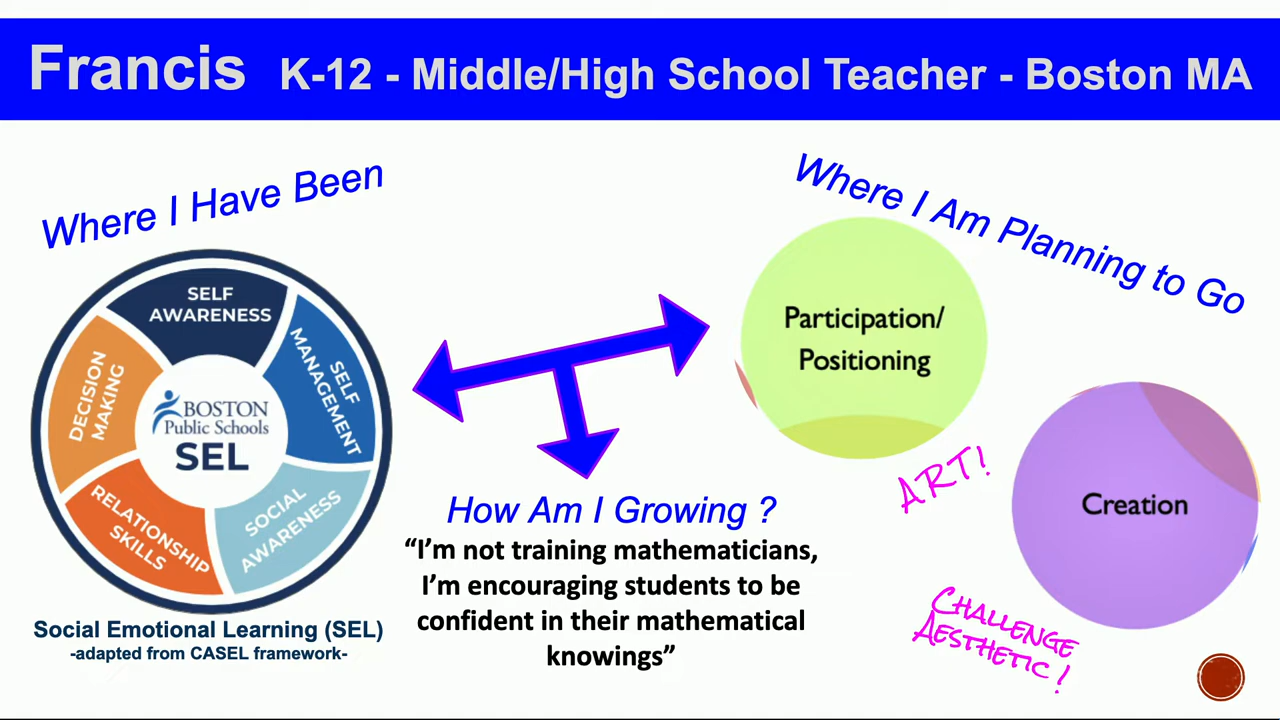 Francis K-12 - Middle/High School Teacher - Boston MA
Where I Have Been
Where I Am Planning to Go
SELF
AWARENESS
SELF
MANAGEMENT
SOCIAL
AWARENESS
RELATIONSHIP
SKILLS
DECISION
MAKING
BOSTON
Public Schools
SEL
Social Emotional Learning (SEL)
-adapted from CASEL framework-
How Am I Growing ?
“I’m not training mathematicians,
I’m encouraging students to be
confident in their mathematical
knowings”
Participation/
Positioning
ART!
Creation
CHALLENGE
AESTHETIC!